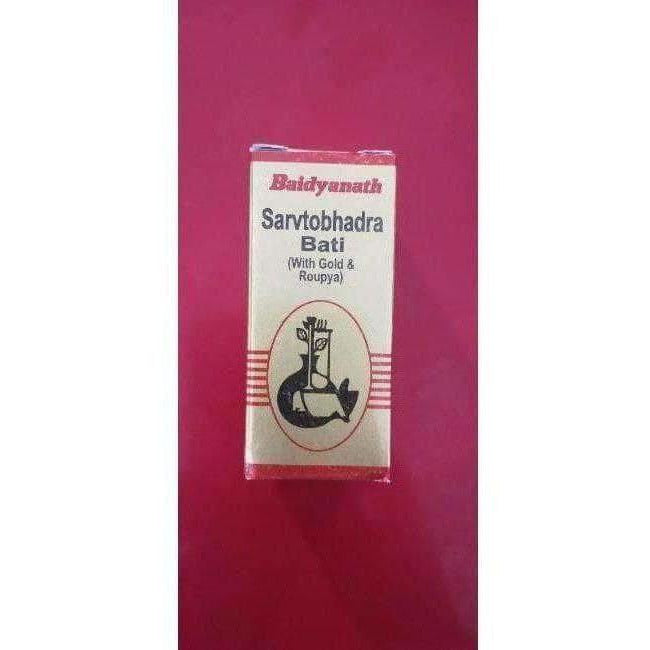 Baidyanath
Sarvtobhadra
Bati
(With Gold &
Roupya)